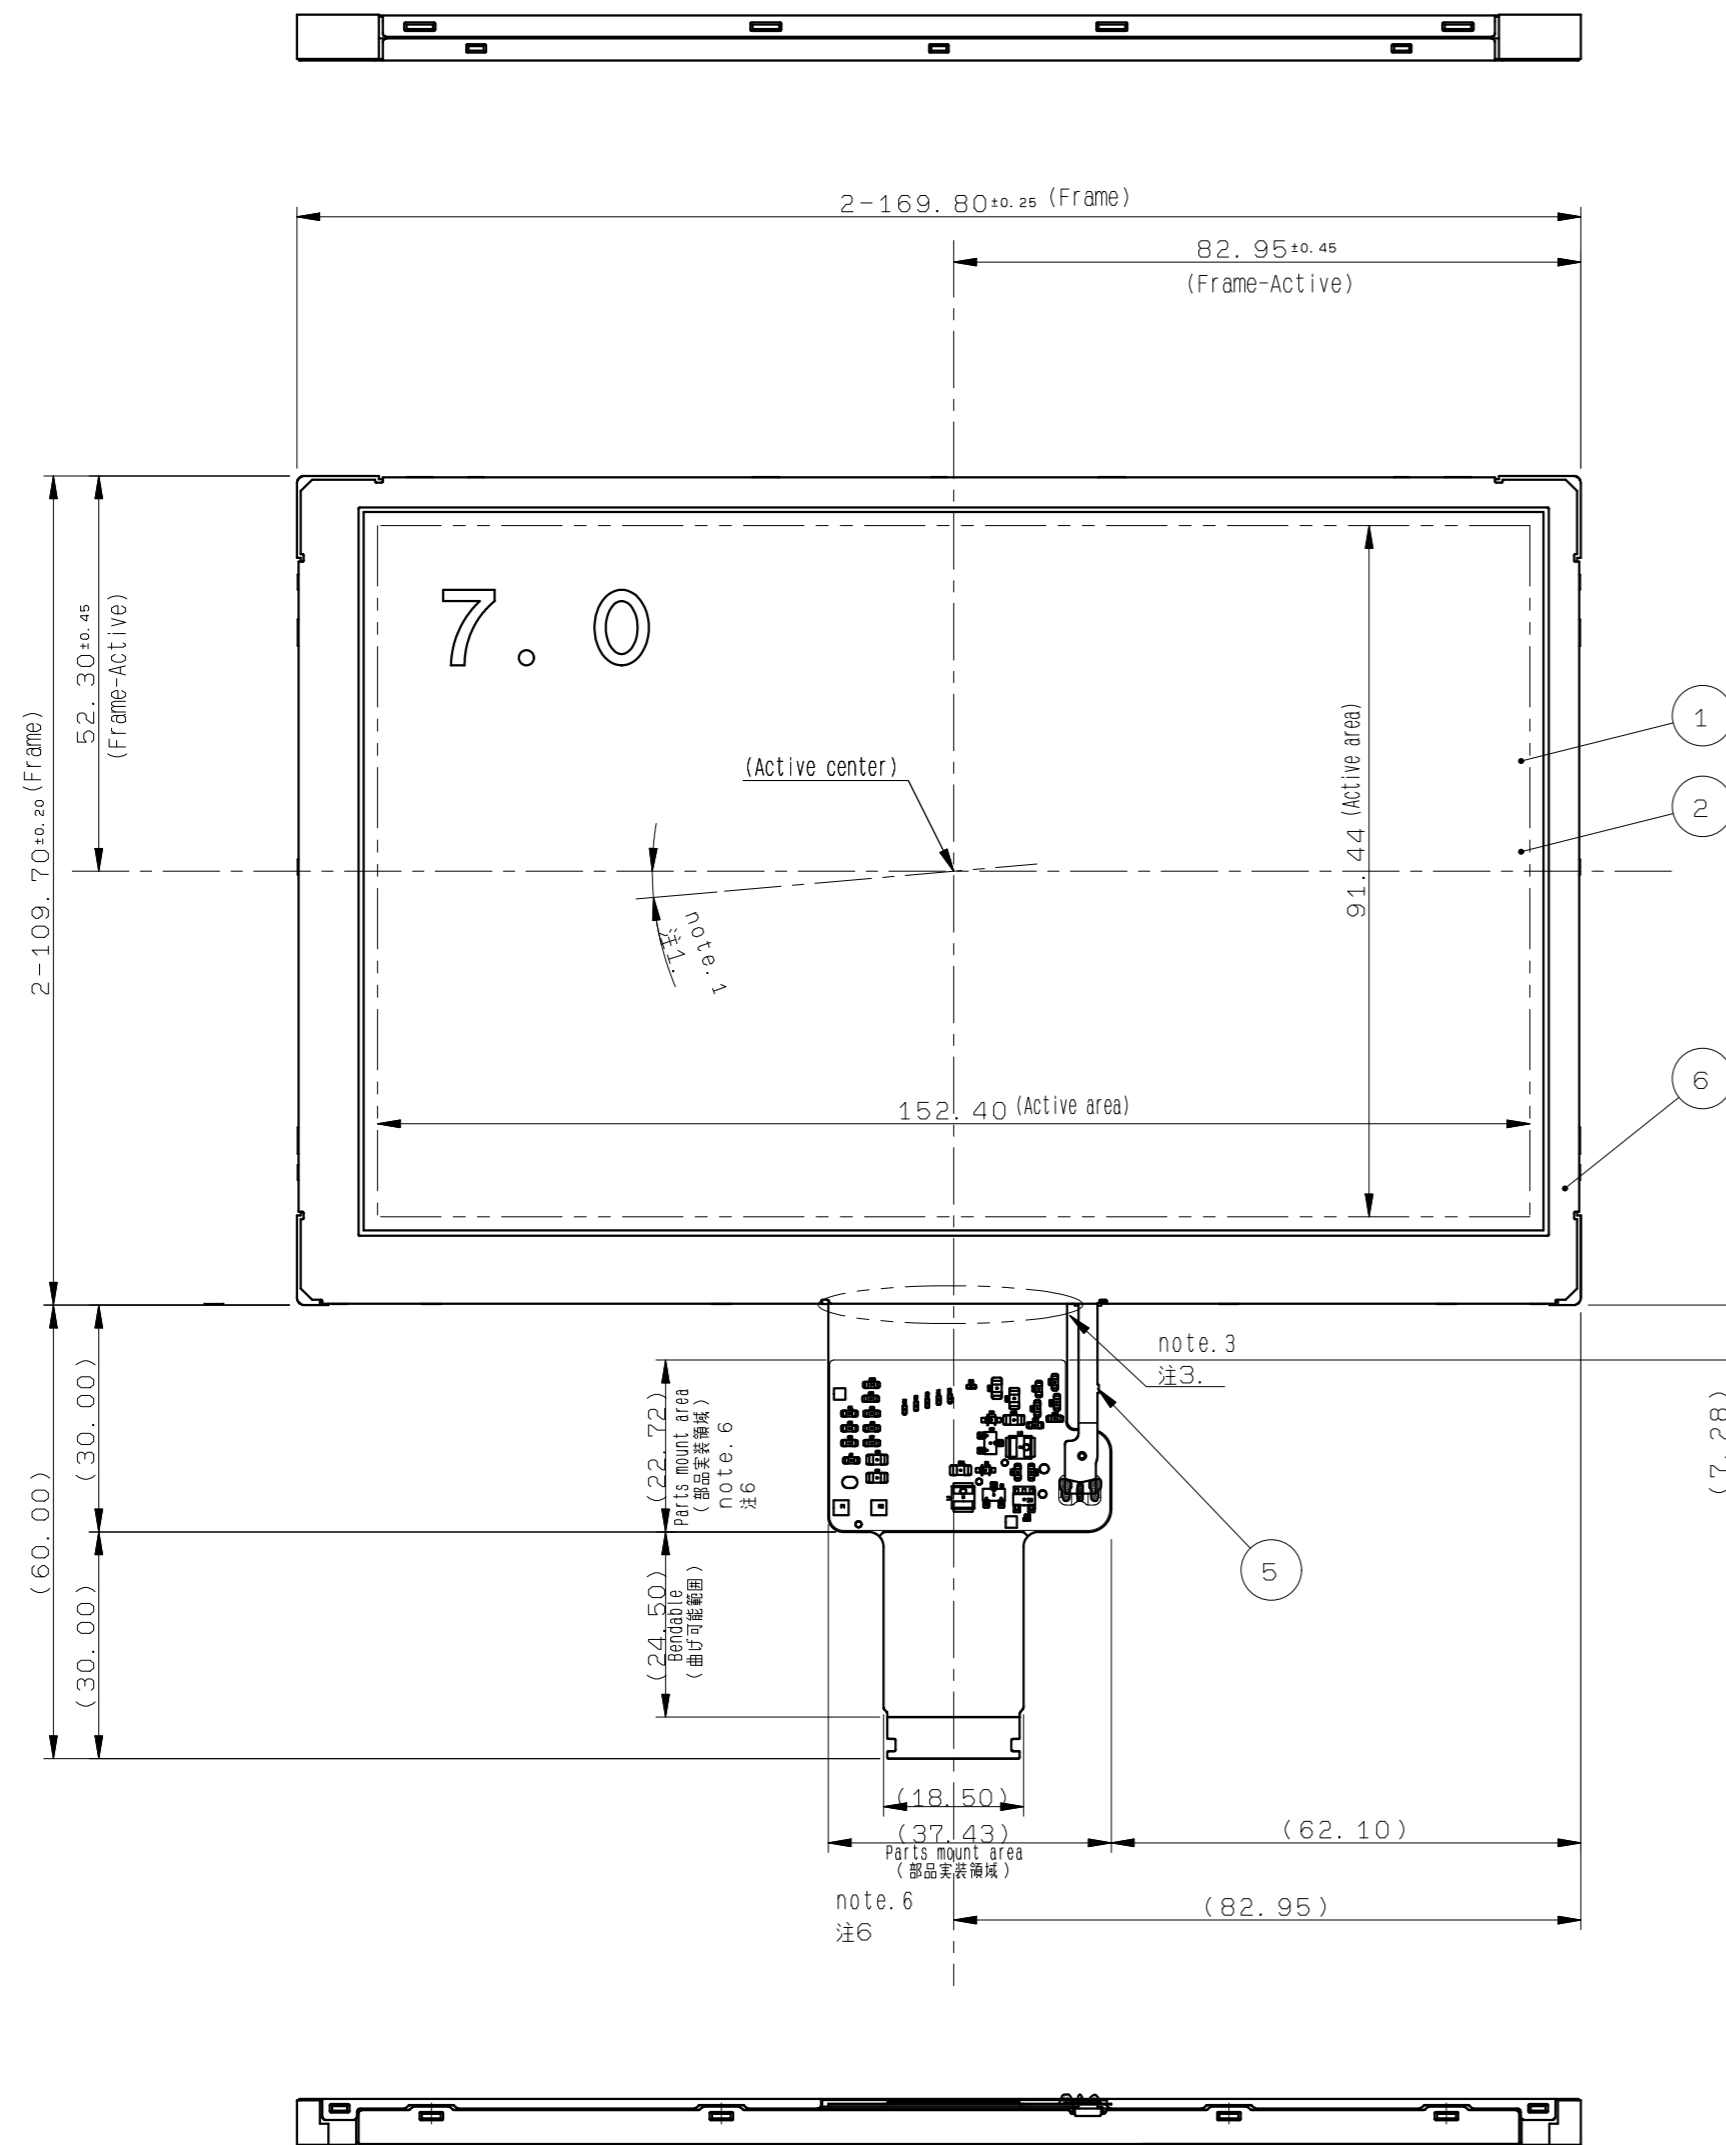 2-169.80±0.25 (Frame)
82.95±0.45
(Frame-Active)
7.0
52.30±0.45
(Frame-Active)
2-109.70±0.20 (Frame)
(Active center)
note.1
注1.
91.44 (Active area)
152.40 (Active area)
1
2
6
note.3
注3.
5
(7.28)
(22.72)
Parts mount area
(部品実装領域)
note.6
注6
(30.00)
(60.00)
(30.00)
(24.50)
Bendable
(曲げ可能範囲)
(18.50)
(37.43)
Parts mount area
(部品実装領域)
(62.10)
note.6
注6
(82.95)